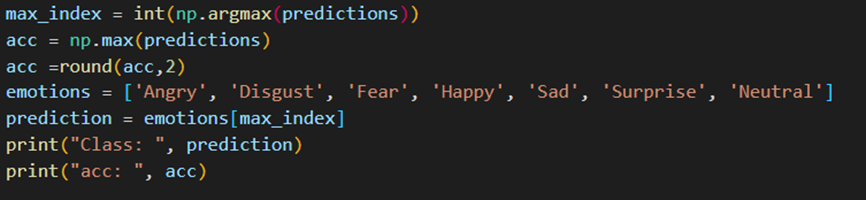 max_index = int(np.argmax(predictions))
acc = np.max(predictions)
acc =round(acc,2)
emotions = ['Angry', 'Disgust', 'Fear', 'Happy', 'Sad', 'Surprise', 'Neutral']
prediction = emotions[max_index]
print("Class: ", prediction)
print("acc: ", acc)